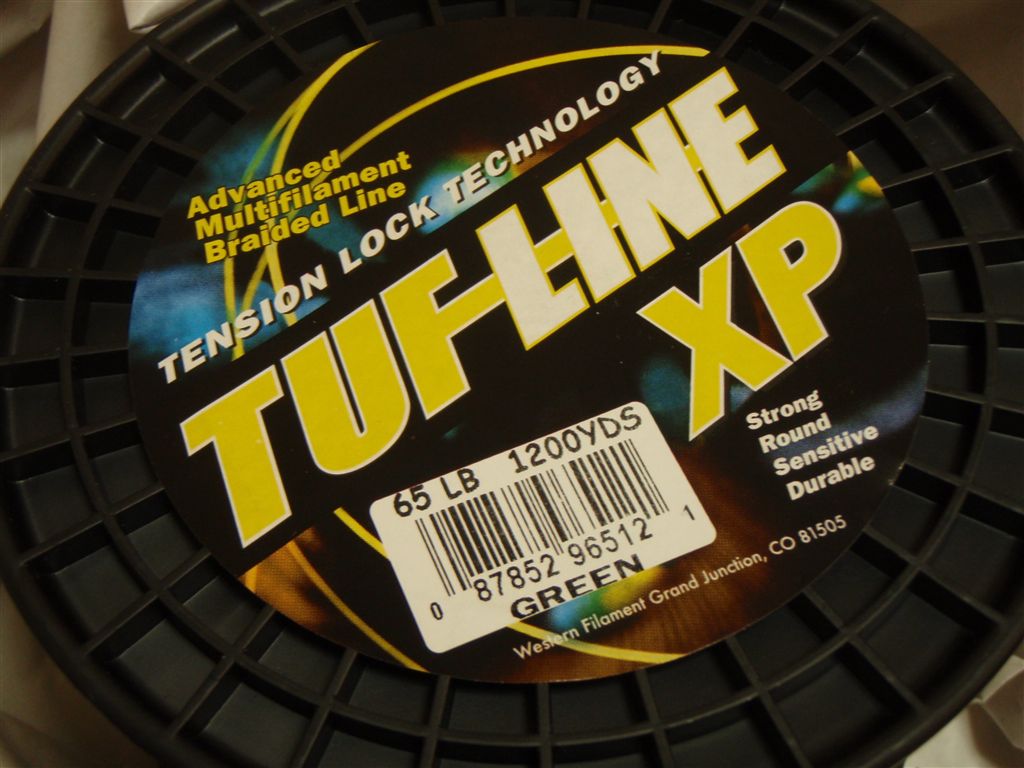 Advanced
Multifilament
Braided Line
TENSION LOCK TECHNOLOGY
TUF-LINE
XP
Strong
Round
Sensitive
Durable
65 LB 1200YDS
0 87852 96512 1
GREEN
Western Filament Grand Junction, CO 81505